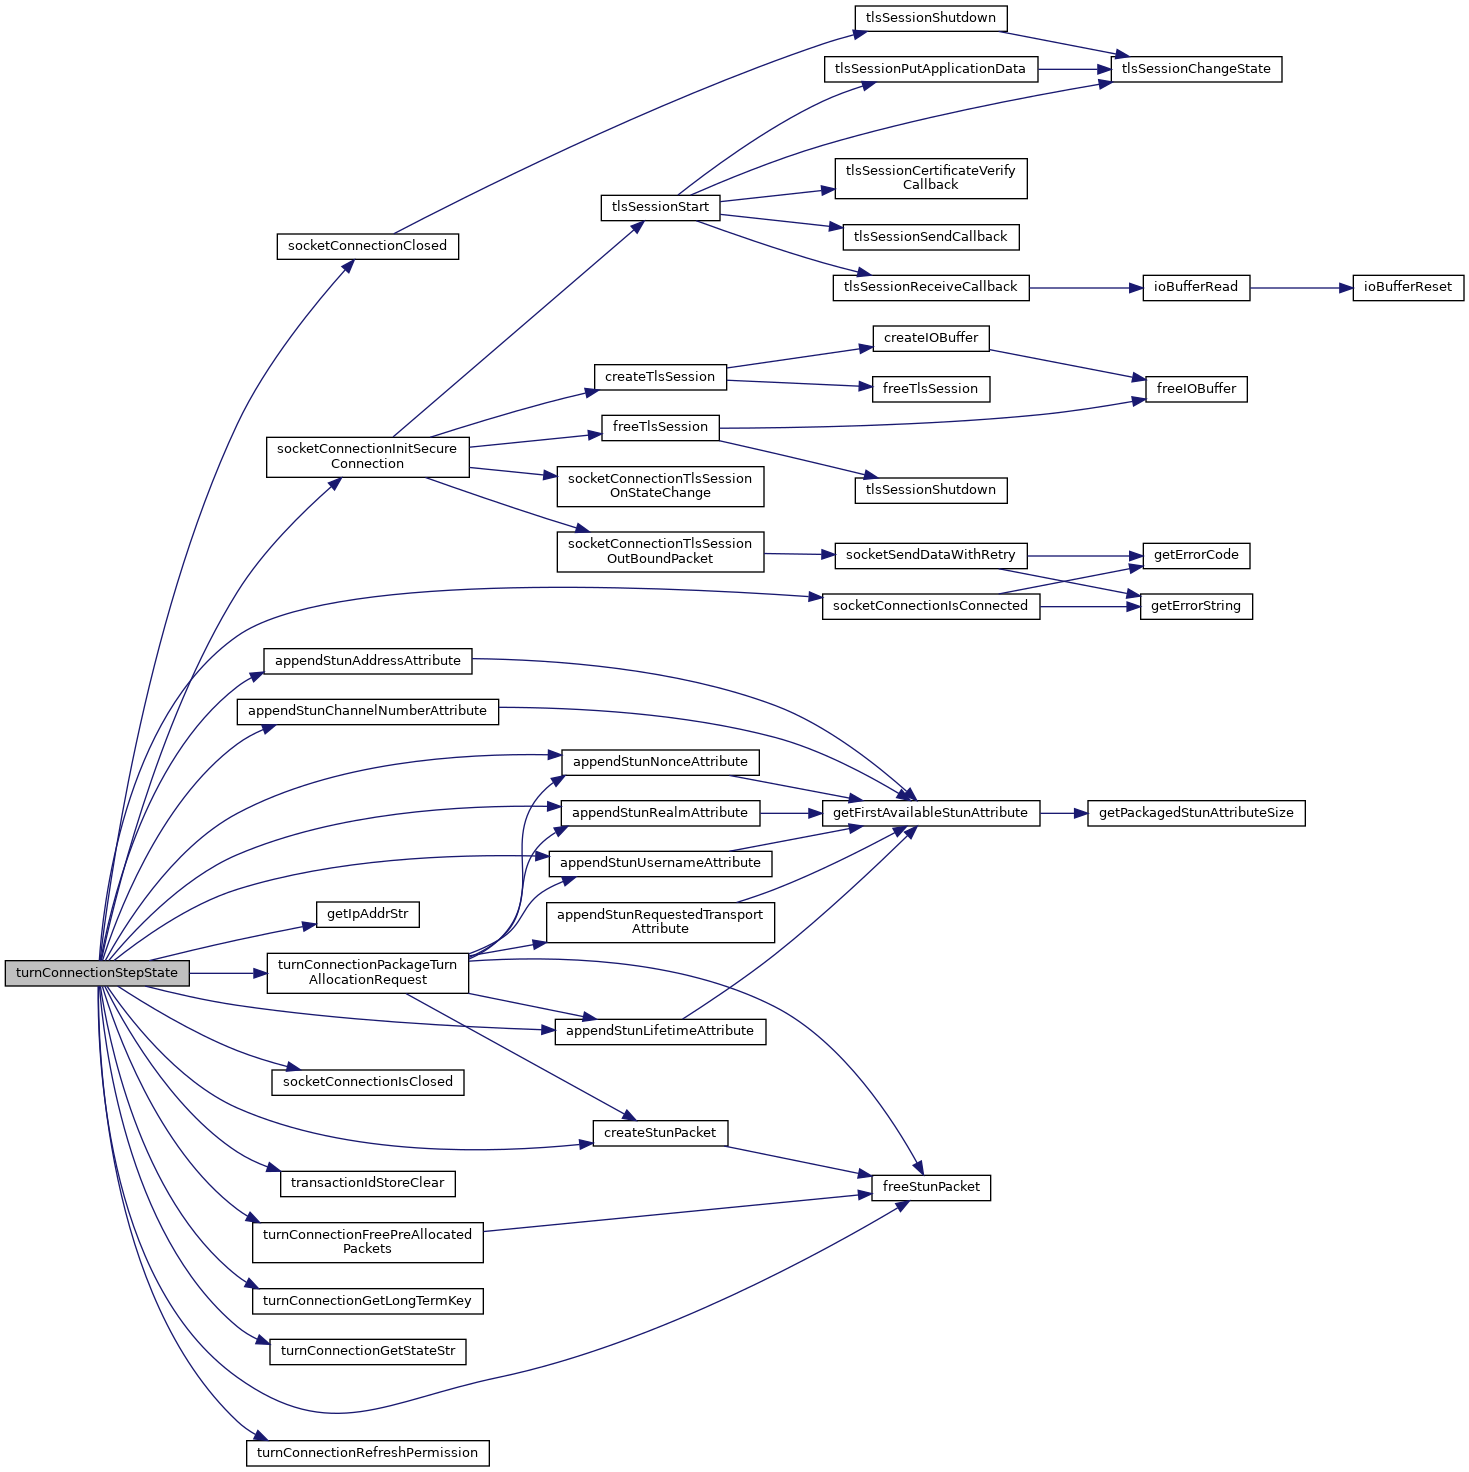 tlsSessionShutdown
tlsSessionPutApplicationData
tlsSessionChangeState
tlsSessionCertificateVerify
Callback
tlsSessionStart
tlsSessionSendCallback
socketConnectionClosed
tlsSessionReceiveCallback
ioBufferRead
ioBufferReset
createIOBuffer
createTlsSession
freeTlsSession
freeIOBuffer
freeTlsSession
socketConnectionInitSecure
Connection
socketConnectionTlsSession
OnStateChange
tlsSessionShutdown
socketConnectionTlsSession
OutBoundPacket
socketSendDataWithRetry
getErrorCode
socketConnectionIsConnected
getErrorString
appendStunAddressAttribute
appendStunChannelNumberAttribute
appendStunNonceAttribute
appendStunRealmAttribute
getFirstAvailableStunAttribute
getPackagedStunAttributeSize
appendStunUsernameAttribute
getIpAddrStr
appendStunRequestedTransport
Attribute
turnConnectionStepState
turnConnectionPackageTurn
AllocationRequest
appendStunLifetimeAttribute
socketConnectionIsClosed
createStunPacket
transactionIdStoreClear
freeStunPacket
turnConnectionFreePreAllocated
Packets
turnConnectionGetLongTermKey
turnConnectionGetStateStr
turnConnectionRefreshPermission